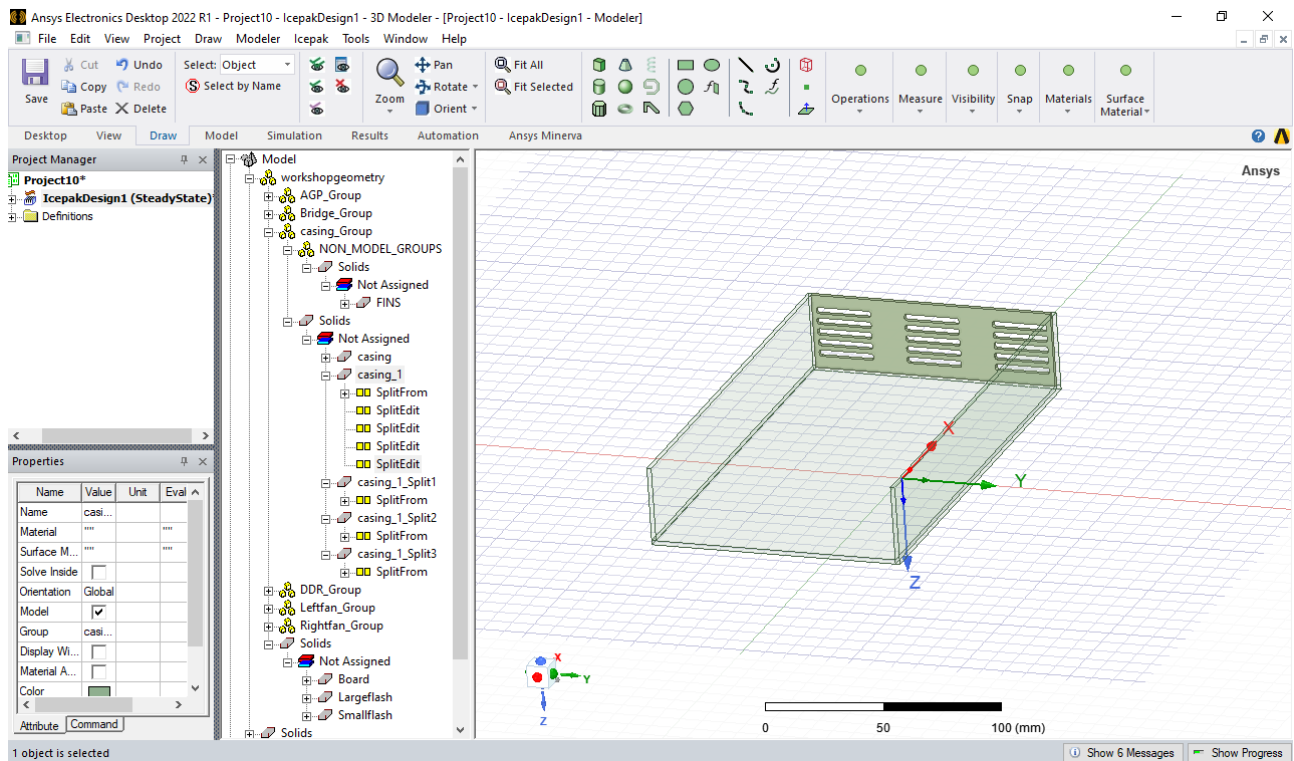 Ansys Electronics Desktop 2022 R1 - Project10 - IcepakDesign1 - 3D Modeler - [Project10 - IcepakDesign1 - Modeler]
File Edit View Project Draw Modeler Icepak Tools Window Help
Save
Cut Undo
Copy Redo
Paste Delete
Select: Object
Select by Name
Zoom
Pan
Rotate
Orient
Fit All
Fit Selected
Operations Measure Visibility Snap Materials Surface
Material
Desktop View Draw Model Simulation Results Automation Ansys Minerva
Project Manager
Project10*
IcepakDesign1 (SteadyState)*
Definitions
Properties
Name Value Unit Eval
Name casi...
Material "" ""
Surface M... "" ""
Solve Inside
Orientation Global
Model
Group casi...
Display Wi...
Material A...
Color
Attribute Command
Model
workshopgeometry
AGP_Group
Bridge_Group
casing_Group
NON_MODEL_GROUPS
Solids
Not Assigned
FINS
Solids
Not Assigned
casing
casing_1
SplitFrom
SplitEdit
SplitEdit
SplitEdit
SplitEdit
casing_1_Split1
SplitFrom
casing_1_Split2
SplitFrom
casing_1_Split3
SplitFrom
DDR_Group
Leftfan_Group
Rightfan_Group
Solids
Not Assigned
Board
Largeflash
Smallflash
Solids
Ansys
X
Y
Z
X
Y
Z
0 50 100 (mm)
1 object is selected
Show 6 Messages Show Progress